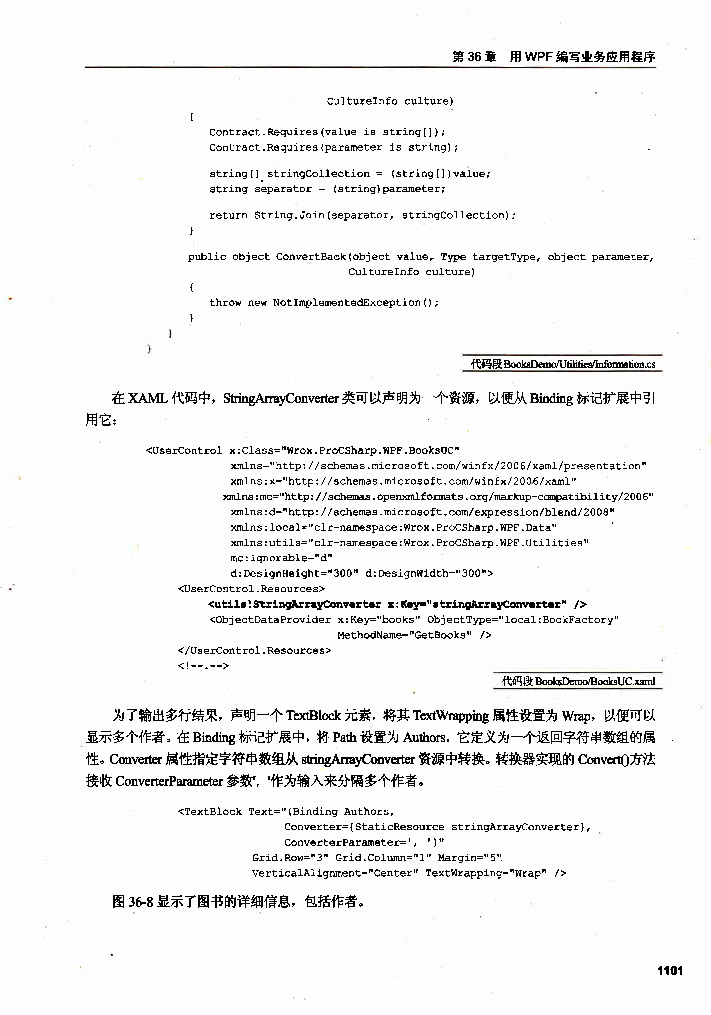 第 36 章 用 WPF 编写业务应用程序
CultureInfo culture)
{
Contract.Requires(value is string[]);
Contract.Requires(parameter is string);
string[] stringCollection = (string[])value;
string separator = (string)parameter;
return String.Join(separator, stringCollection);
}
public object ConvertBack(object value, Type targetType, object parameter,
CultureInfo culture)
{
throw new NotImplementedException();
}
}
}
代码段 BooksDemo/Utilities/Information.cs
在 XAML 代码中，StringArrayConverter 类可以声明为一个资源，以便从 Binding 标记扩展中引
用它：
<UserControl x:Class="Wrox.ProCSharp.WPF.BooksUC"
xmlns="http://schemas.microsoft.com/winfx/2006/xaml/presentation"
xmlns:x="http://schemas.microsoft.com/winfx/2006/xaml"
xmlns:mc="http://schemas.openxmlformats.org/markup-compatibility/2006"
xmlns:d="http://schemas.microsoft.com/expression/blend/2008"
xmlns:local="clr-namespace:Wrox.ProCSharp.WPF.Data"
xmlns:utils="clr-namespace:Wrox.ProCSharp.WPF.Utilities"
mc:ignorable="d"
d:DesignHeight="300" d:DesignWidth="300">
<UserControl.Resources>
<utils:StringArrayConverter x:Key="stringArrayConverter" />
<ObjectDataProvider x:Key="books" ObjectType="local:BookFactory"
MethodName="GetBooks" />
</UserControl.Resources>
<!--.-->
代码段 BooksDemo/BooksUC.xaml
为了输出多行结果，声明一个 TextBlock 元素，将其 TextWrapping 属性设置为 Wrap，以便可以
显示多个作者。在 Binding 标记扩展中，将 Path 设置为 Authors，它定义为一个返回字符串数组的属
性。Converter 属性指定字符串数组从 stringArrayConverter 资源中转换。转换器实现的 Convert()方法
接收 ConverterParameter 参数', '作为输入来分隔多个作者。
<TextBlock Text="{Binding Authors,
Converter={StaticResource stringArrayConverter},
ConverterParameter=', '}"
Grid.Row="3" Grid.Column="1" Margin="5"
VerticalAlignment="Center" TextWrapping="Wrap" />
图 36-8 显示了图书的详细信息，包括作者。
1101